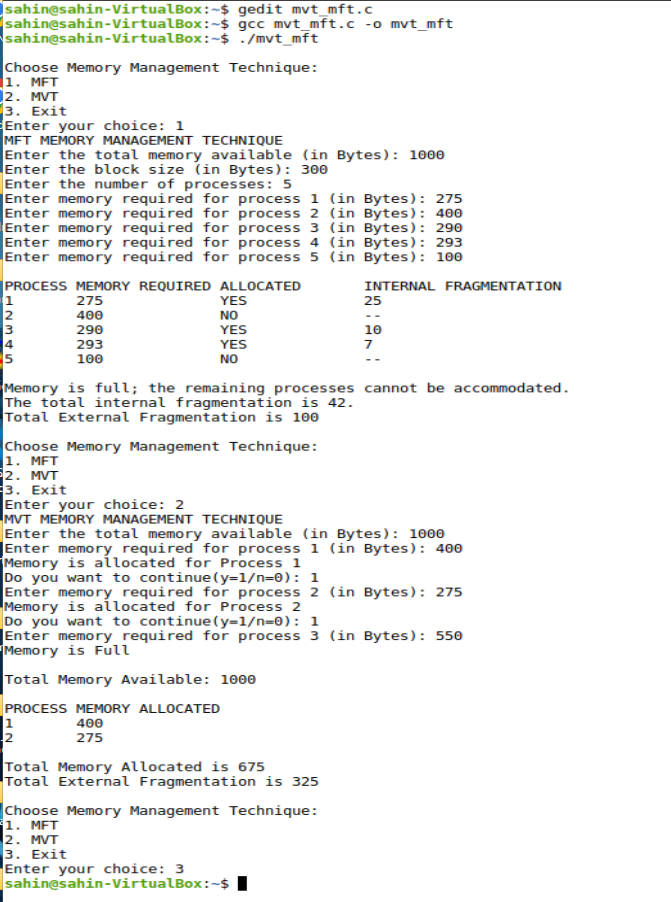 sahin@sahin-VirtualBox:~$ gedit mvt_mft.c
sahin@sahin-VirtualBox:~$ gcc mvt_mft.c -o mvt_mft
sahin@sahin-VirtualBox:~$ ./mvt_mft
Choose Memory Management Technique:
1. MFT
2. MVT
3. Exit
Enter your choice: 1
MFT MEMORY MANAGEMENT TECHNIQUE
Enter the total memory available (in Bytes): 1000
Enter the block size (in Bytes): 300
Enter the number of processes: 5
Enter memory required for process 1 (in Bytes): 275
Enter memory required for process 2 (in Bytes): 400
Enter memory required for process 3 (in Bytes): 290
Enter memory required for process 4 (in Bytes): 293
Enter memory required for process 5 (in Bytes): 100
PROCESS MEMORY REQUIRED ALLOCATED       INTERNAL FRAGMENTATION
1       275             YES             25
2       400             NO              --
3       290             YES             10
4       293             YES             7
5       100             NO              --
Memory is full; the remaining processes cannot be accommodated.
The total internal fragmentation is 42.
Total External Fragmentation is 100
Choose Memory Management Technique:
1. MFT
2. MVT
3. Exit
Enter your choice: 2
MVT MEMORY MANAGEMENT TECHNIQUE
Enter the total memory available (in Bytes): 1000
Enter memory required for process 1 (in Bytes): 400
Memory is allocated for Process 1
Do you want to continue(y=1/n=0): 1
Enter memory required for process 2 (in Bytes): 275
Memory is allocated for Process 2
Do you want to continue(y=1/n=0): 1
Enter memory required for process 3 (in Bytes): 550
Memory is Full
Total Memory Available: 1000
PROCESS MEMORY ALLOCATED
1       400
2       275
Total Memory Allocated is 675
Total External Fragmentation is 325
Choose Memory Management Technique:
1. MFT
2. MVT
3. Exit
Enter your choice: 3
sahin@sahin-VirtualBox:~$